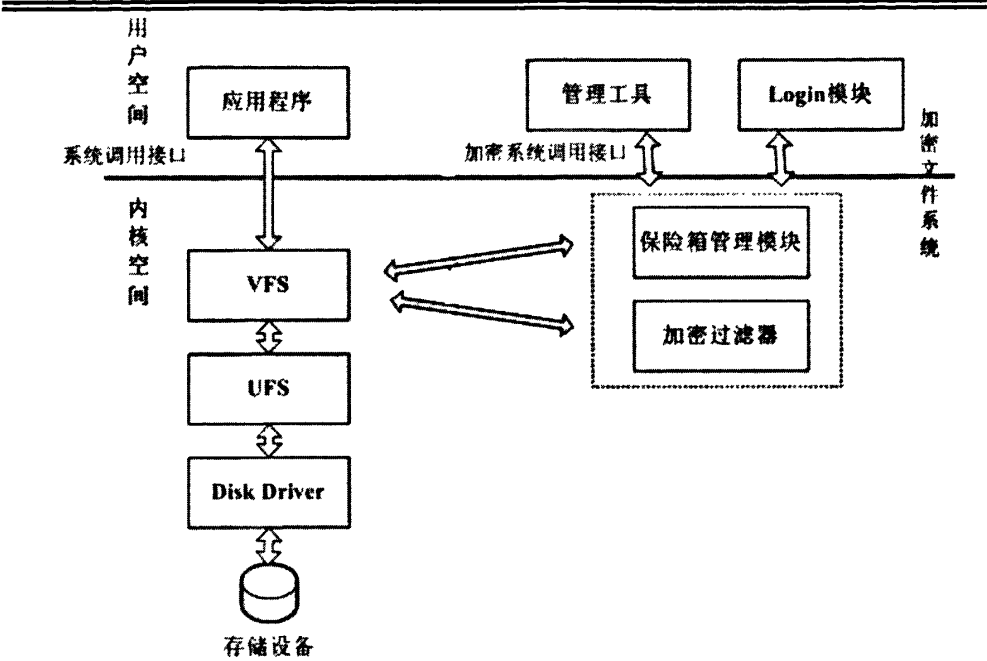 用户空间
应用程序
管理工具
Login模块
系统调用接口
加密系统调用接口
加密文件系统
内核空间
保险箱管理模块
VFS
加密过滤器
UFS
Disk Driver
存储设备